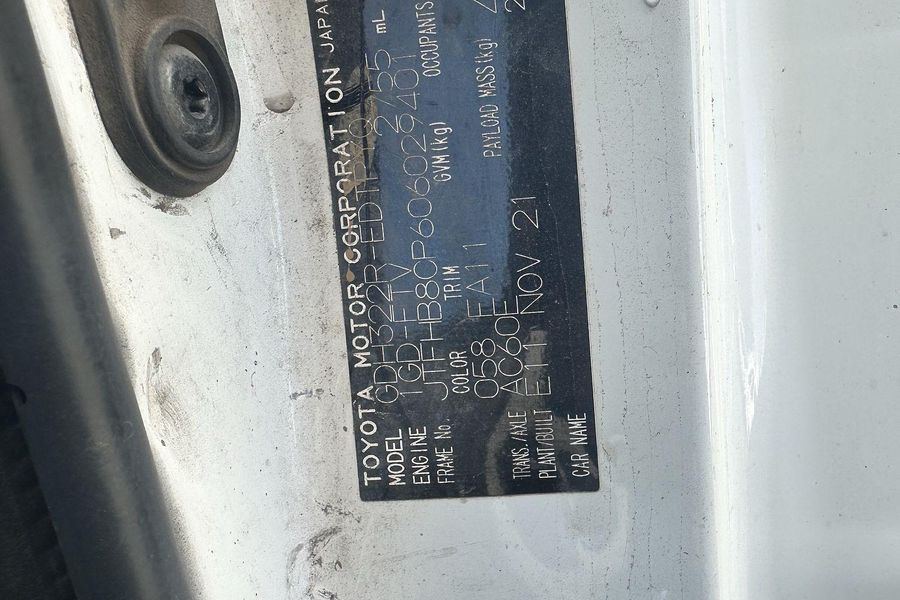 TOYOTA MOTOR CORPORATION JAPAN
MODEL GDH322R-
ENGINE 1GD-FTV 2755 mL
FRAME No. JTFHB8CP606029401
COLOR TRIM GVM(kg) OCCUPANTS
058 FA11
TRANS./AXLE AC60E PAYLOAD MASS(kg)
PLANT/BUILT E11 NOV 21
CAR NAME